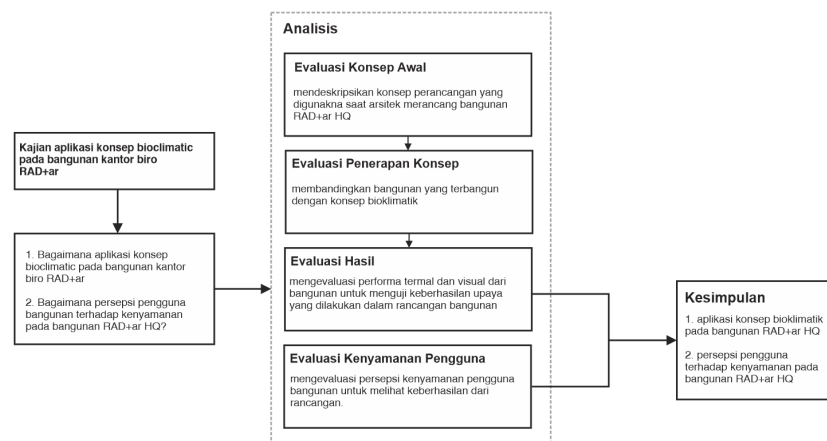 Kajian aplikasi konsep bioclimatic
pada bangunan kantor biro
RAD+ar
1. Bagaimana aplikasi konsep
bioclimatic pada bangunan kantor
biro RAD+ar
2. Bagaimana persepsi pengguna
bangunan terhadap kenyamanan
pada bangunan RAD+ar HQ?
Analisis
Evaluasi Konsep Awal
mendeskripsikan konsep perancangan yang
digunakna saat arsitek merancang bangunan
RAD+ar HQ
Evaluasi Penerapan Konsep
membandingkan bangunan yang terbangun
dengan konsep bioklimatik
Evaluasi Hasil
mengevaluasi performa termal dan visual dari
bangunan untuk menguji keberhasilan upaya
yang dilakukan dalam rancangan bangunan
Evaluasi Kenyamanan Pengguna
mengevaluasi persepsi kenyamanan pengguna
bangunan untuk melihat keberhasilan dari
rancangan.
Kesimpulan
1. aplikasi konsep bioklimatik
pada bangunan RAD+ar HQ
2. persepsi pengguna
terhadap kenyamanan pada
bangunan RAD+ar HQ